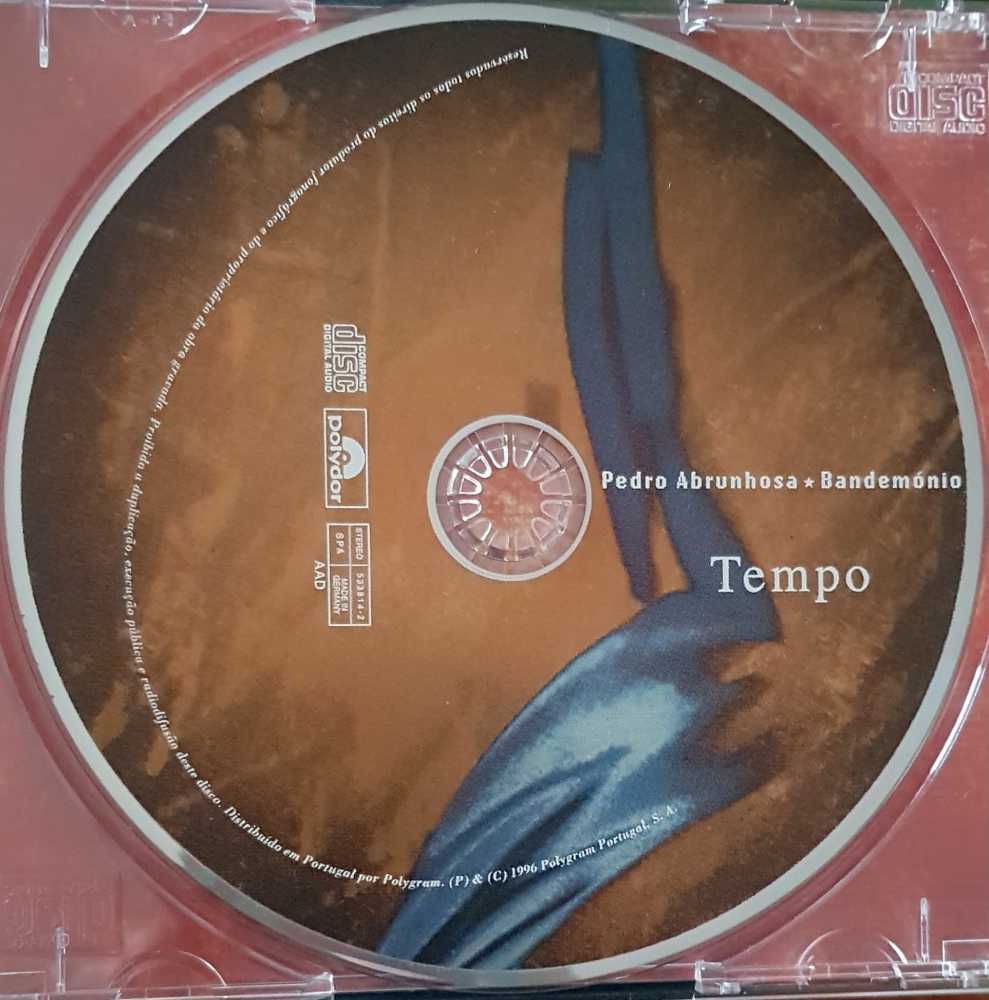 Pedro Abrunhosa ★ Bandemónio
Tempo
COMPACT
disc
DIGITAL AUDIO
polydor
STEREO
533814-2
SPA
MADE IN
GERMANY
AAD
Reservados todos os direitos do produtor fonográfico e do proprietário da obra gravada. Proibida a duplicação, execução pública e radiodifusão deste disco. Distribuído em Portugal por Polygram. (P) & (C) 1996 Polygram Portugal, S. A.
COMPACT
disc
DIGITAL AUDIO